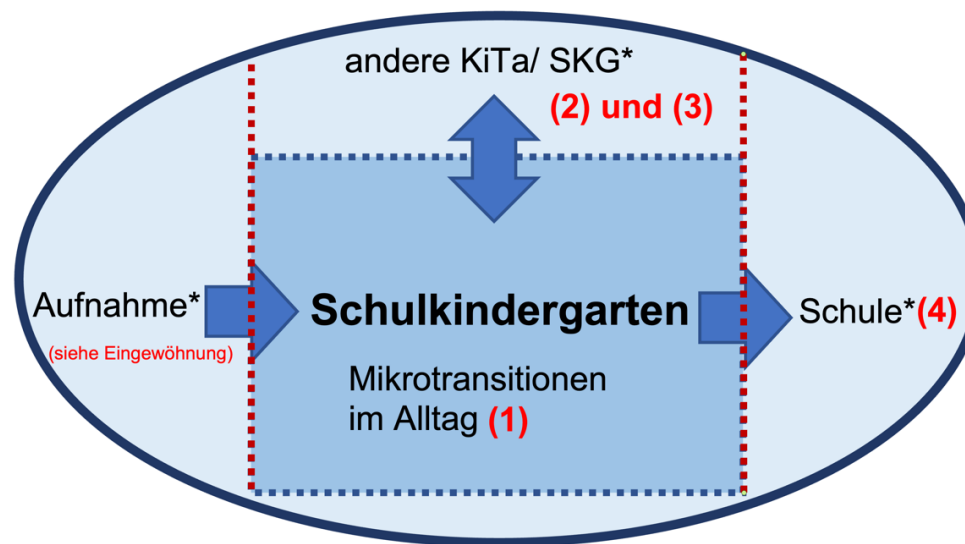 andere KiTa/ SKG*
(2) und (3)
Aufnahme*
(siehe Eingewöhnung)
Schulkindergarten
Schule*(4)
Mikrotransitionen
im Alltag (1)